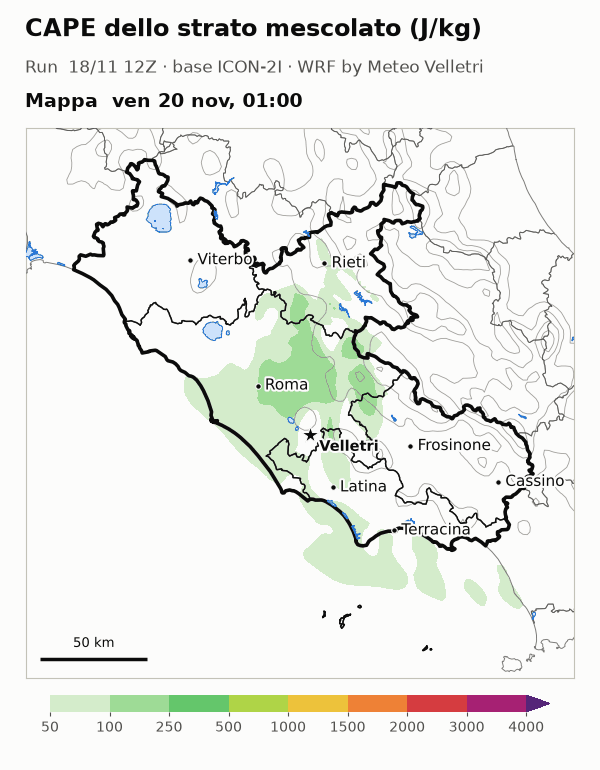 CAPE dello strato mescolato (J/kg)
Run 18/11 12Z · base ICON-2I · WRF by Meteo Velletri
Mappa ven 20 nov, 01:00
Viterbo
Rieti
Roma
Velletri
Frosinone
Cassino
Latina
Terracina
50 km
50 100 250 500 1000 1500 2000 3000 4000